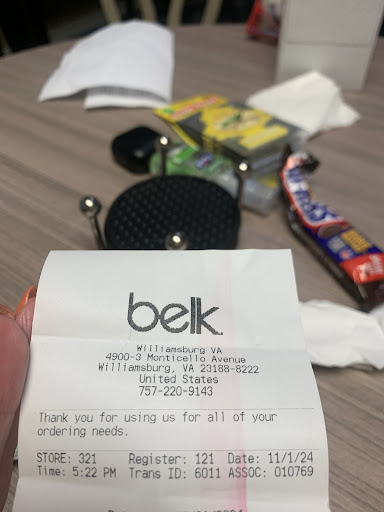 belk
Williamsburg VA
4900-3 Monticello Avenue
Williamsburg, VA 23188-8222
United States
757-220-9143
Thank you for using us for all of your
ordering needs.
STORE: 321 Register: 121 Date: 11/1/24
Time: 5:22 PM Trans ID: 6011 ASSOC: 010769